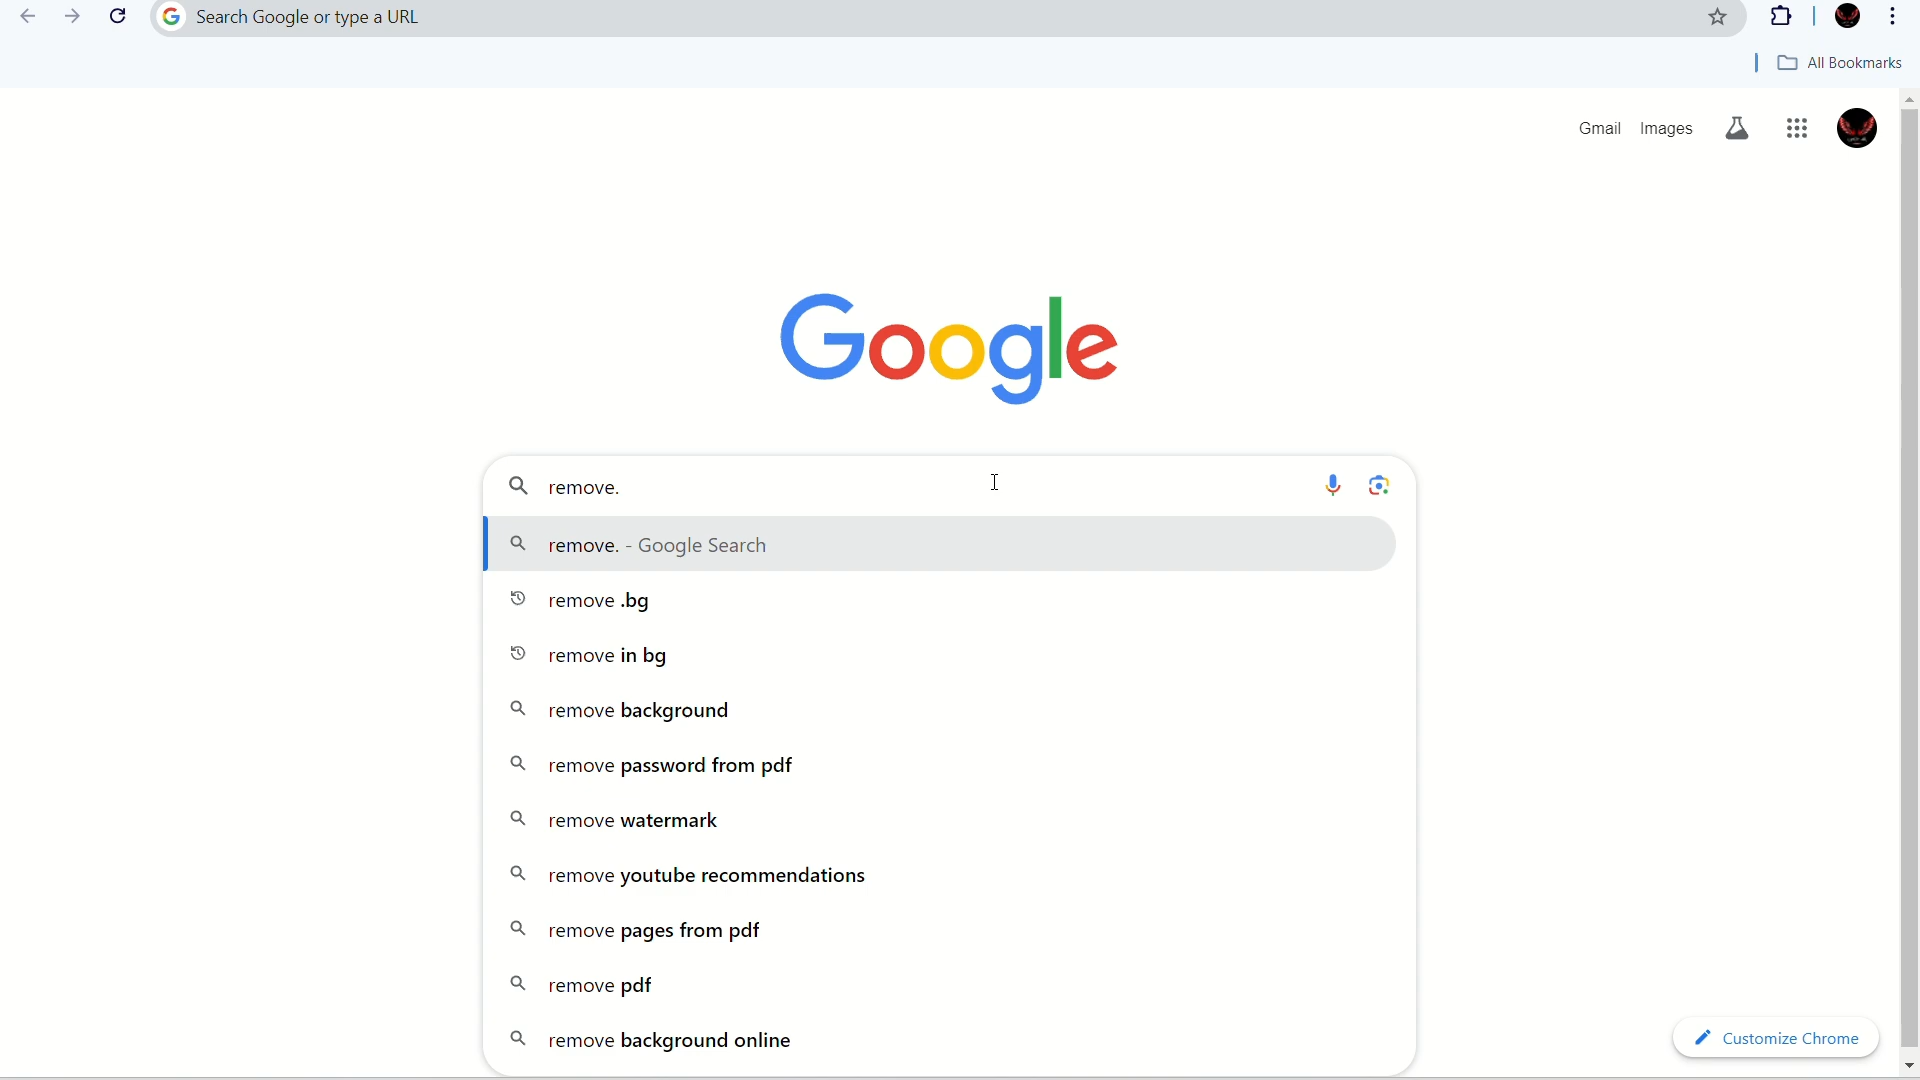 Search Google or type a URL
All Bookmarks
Gmail Images
Google
remove.
remove. - Google Search
remove .bg
remove in bg
remove background
remove password from pdf
remove watermark
remove youtube recommendations
remove pages from pdf
remove pdf
remove background online
Customize Chrome